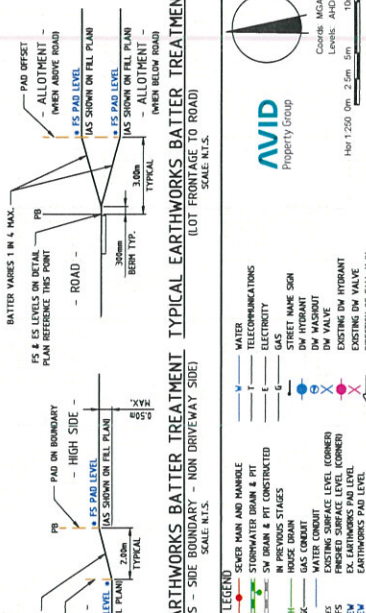 PAD OFFSET
- ALLOTMENT -
(WHEN ABOVE ROAD)
FS PAD LEVEL
(AS SHOWN ON FILL PLAN)
FS PAD LEVEL
(AS SHOWN ON FILL PLAN)
- ALLOTMENT -
(WHEN BELOW ROAD)
BATTER VARIES 1 IN 4 MAX.
PB
FS & ES LEVELS ON DETAIL
PLAN REFERENCE THIS POINT
- ROAD -
3.00m
TYPICAL
300mm
BERM TYP.
TYPICAL EARTHWORKS BATTER TREATMENT
(LOT FRONTAGE TO ROAD)
SCALE: N.T.S.
PB
PAD ON BOUNDARY
- HIGH SIDE -
FS PAD LEVEL
(AS SHOWN ON FILL PLAN)
0.50m
MAX.
2.00m
TYPICAL
LEVEL
PLAN)
ARTHWORKS BATTER TREATMENT
S - SIDE BOUNDARY - NON DRIVEWAY SIDE)
SCALE: N.T.S.
LEGEND
SEWER MAIN AND MANHOLE
STORMWATER DRAIN & PIT
SW DRAIN & PIT CONSTRUCTED
IN PREVIOUS STAGES
HOUSE DRAIN
GAS CONDUIT
WATER CONDUIT
EXISTING SURFACE LEVEL (CORNER)
FINISHED SURFACE LEVEL (CORNER)
EX. EARTHWORKS PAD LEVEL
EARTHWORKS PAD LEVEL
W WATER
T TELECOMMUNICATIONS
E ELECTRICITY
G GAS
STREET NAME SIGN
DW HYDRANT
DW WASHOUT
DW VALVE
EXISTING DW HYDRANT
EXISTING DW VALVE
AVID
Property Group
Coords MGA
Levels AHD
Hor 1:250 0m 2.5m 5m 10